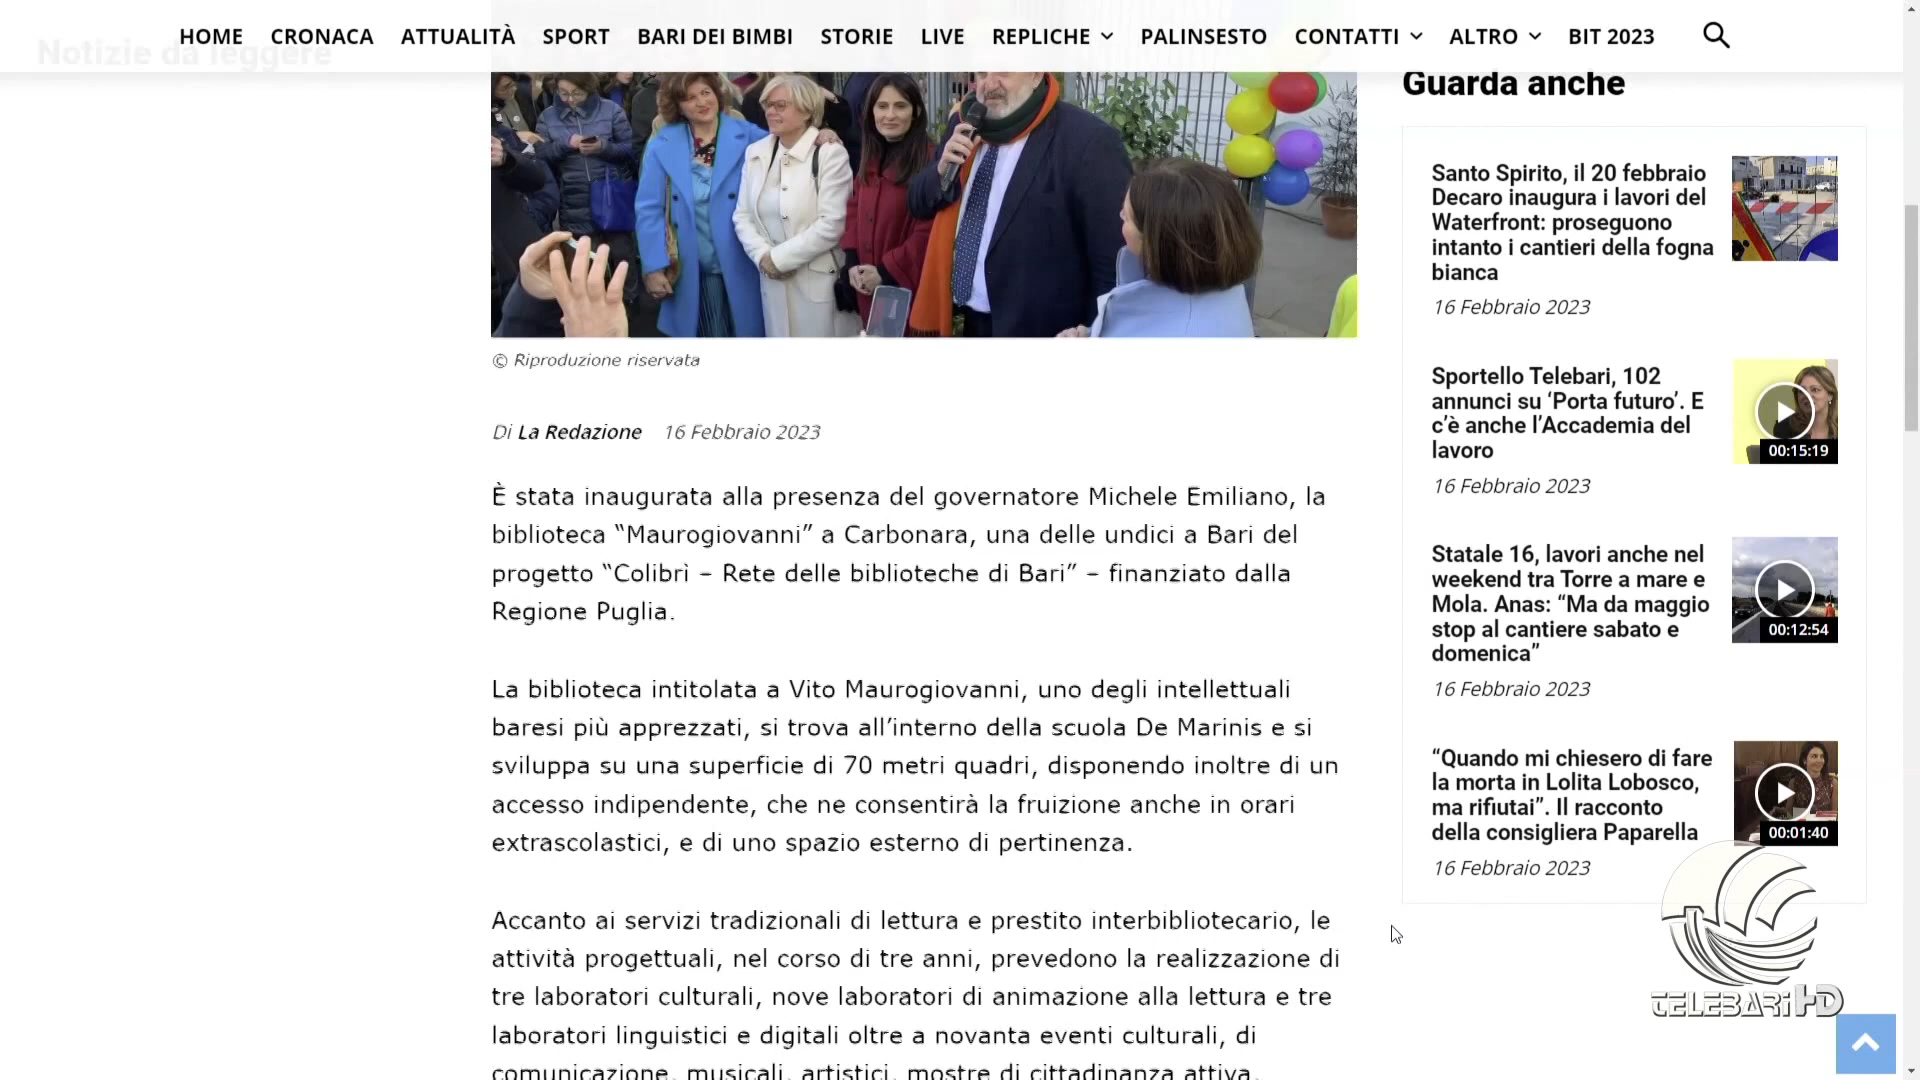 Notizie da leggere
HOME CRONACA ATTUALITÀ SPORT BARI DEI BIMBI STORIE LIVE REPLICHE PALINSESTO CONTATTI ALTRO BIT 2023
© Riproduzione riservata
Di La Redazione 16 Febbraio 2023
È stata inaugurata alla presenza del governatore Michele Emiliano, la
biblioteca “Maurogiovanni” a Carbonara, una delle undici a Bari del
progetto “Colibrì – Rete delle biblioteche di Bari” – finanziato dalla
Regione Puglia.
La biblioteca intitolata a Vito Maurogiovanni, uno degli intellettuali
baresi più apprezzati, si trova all’interno della scuola De Marinis e si
sviluppa su una superficie di 70 metri quadri, disponendo inoltre di un
accesso indipendente, che ne consentirà la fruizione anche in orari
extrascolastici, e di uno spazio esterno di pertinenza.
Accanto ai servizi tradizionali di lettura e prestito interbibliotecario, le
attività progettuali, nel corso di tre anni, prevedono la realizzazione di
tre laboratori culturali, nove laboratori di animazione alla lettura e tre
laboratori linguistici e digitali oltre a novanta eventi culturali, di
comunicazione, musicali, artistici, mostre di cittadinanza attiva,
Guarda anche
Santo Spirito, il 20 febbraio
Decaro inaugura i lavori del
Waterfront: proseguono
intanto i cantieri della fogna
bianca
16 Febbraio 2023
Sportello Telebari, 102
annunci su ‘Porta futuro’. E
c’è anche l’Accademia del
lavoro
00:15:19
16 Febbraio 2023
Statale 16, lavori anche nel
weekend tra Torre a mare e
Mola. Anas: “Ma da maggio
stop al cantiere sabato e
domenica”
00:12:54
16 Febbraio 2023
“Quando mi chiesero di fare
la morta in Lolita Lobosco,
ma rifiutai”. Il racconto
della consigliera Paparella
00:01:40
16 Febbraio 2023
TELEBARI HD